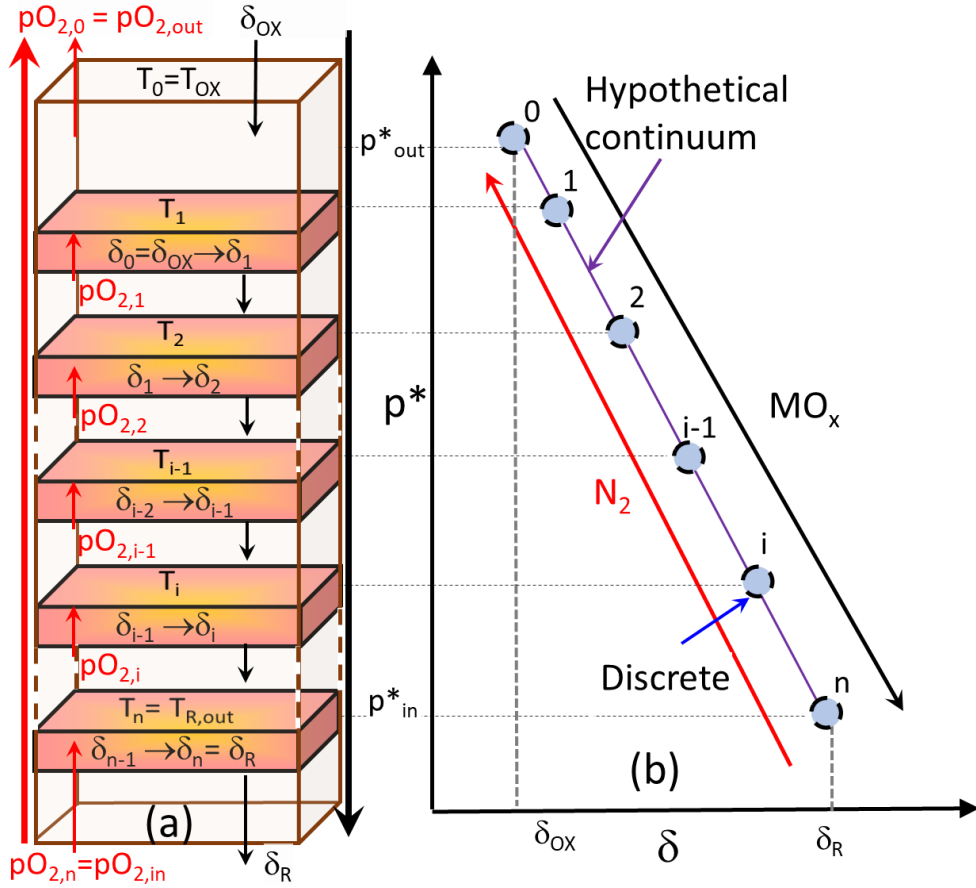 pO₂,₀ = pO₂,out
δOX
T₀=TOX
T₁
δ₀=δOX→δ₁
pO₂,₁
T₂
δ₁ →δ₂
pO₂,₂
Tᵢ₋₁
δᵢ₋₂ →δᵢ₋₁
pO₂,ᵢ₋₁
Tᵢ
δᵢ₋₁ →δᵢ
pO₂,ᵢ
Tₙ= TR,out
δₙ₋₁ →δₙ= δR
(a)
pO₂,ₙ=pO₂,in
δR
p*out
p*
p*in
0
Hypothetical
continuum
1
2
i-1
MOₓ
N₂
i
Discrete
n
(b)
δOX
δ
δR